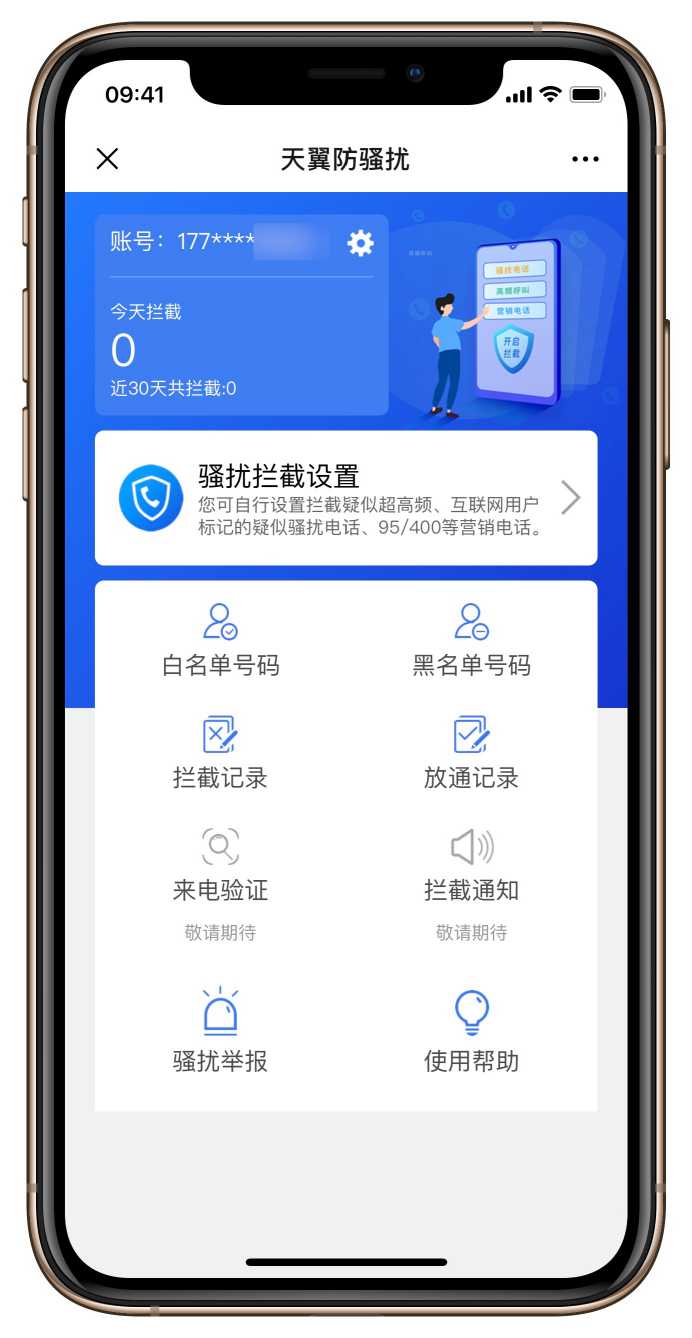 09:41
天翼防骚扰
账号：177****
今天拦截
0
近30天共拦截:0
骚扰电话
高频呼叫
营销电话
开启
拦截
骚扰拦截设置
您可自行设置拦截疑似超高频、互联网用户
标记的疑似骚扰电话、95/400等营销电话。
白名单号码
黑名单号码
拦截记录
放通记录
来电验证
拦截通知
敬请期待
敬请期待
骚扰举报
使用帮助